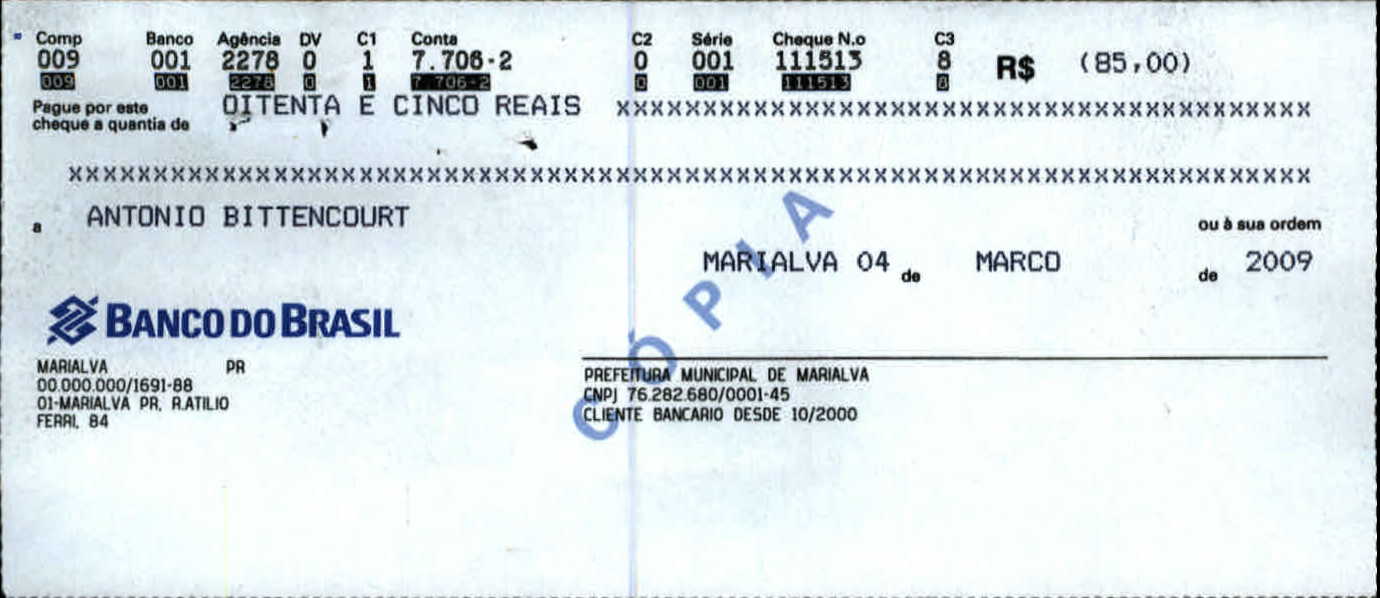 Comp Banco Agência DV C1 Conta C2 Série Cheque N.o C3
009 001 2278 0 1 7.706-2 0 001 111513 8 R$ (85,00)
009 001 2278 0 1 7.706-2 0 001 111513 8
Pague por este OITENTA E CINCO REAIS XXXXXXXXXXXXXXXXXXXXXXXXXXXXXXXXXXXXXXXXX
cheque a quantia de
XXXXXXXXXXXXXXXXXXXXXXXXXXXXXXXXXXXXXXXXXXXXXXXXXXXXXXXXXXXXXXXXXXXXXXXXXX
a ANTONIO BITTENCOURT ou à sua ordem
MARIALVA 04 de MARCO de 2009
CÓPIA
BANCO DO BRASIL
MARIALVA PR
00.000.000/1691-88
01-MARIALVA PR, R.ATILIO
FERRI, 84
PREFEITURA MUNICIPAL DE MARIALVA
CNPJ 76.282.680/0001-45
CLIENTE BANCARIO DESDE 10/2000